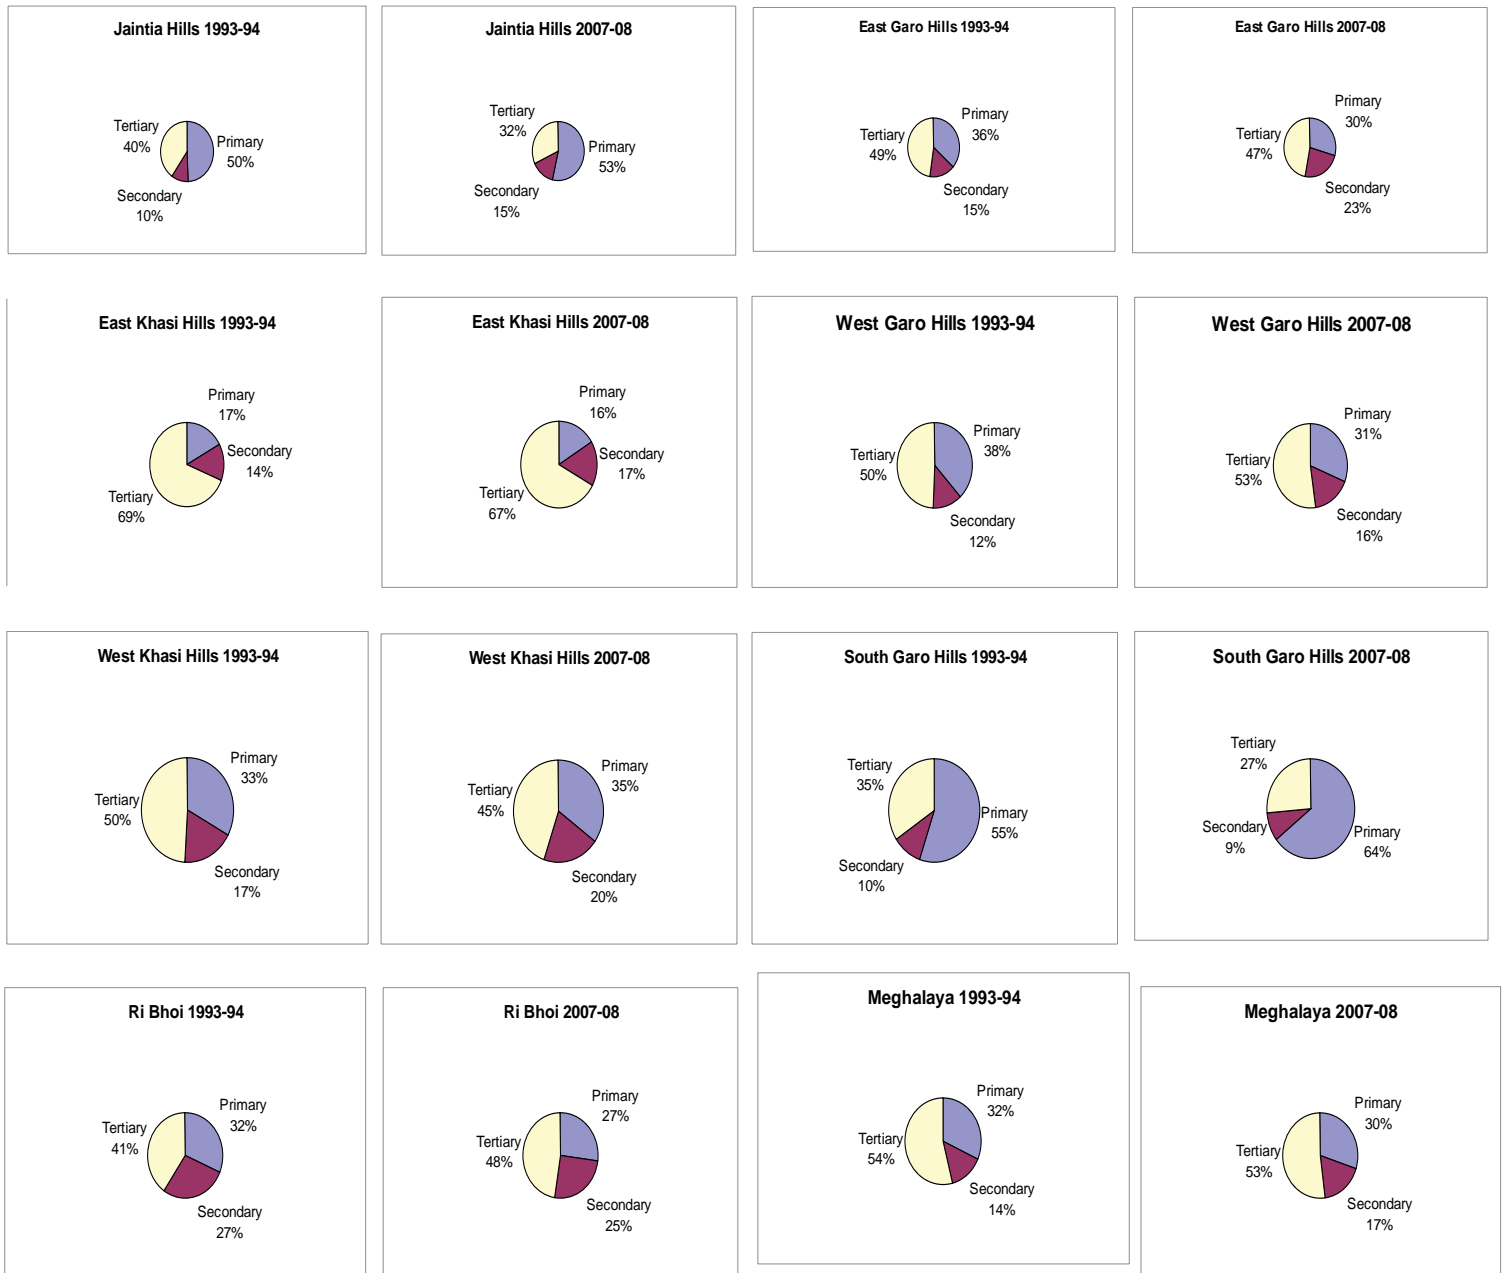 Jaintia Hills 1993-94
Tertiary
40%
Primary
50%
Secondary
10%
Jaintia Hills 2007-08
Tertiary
32%
Primary
53%
Secondary
15%
East Garo Hills 1993-94
Primary
36%
Tertiary
49%
Secondary
15%
East Garo Hills 2007-08
Primary
30%
Tertiary
47%
Secondary
23%
East Khasi Hills 1993-94
Primary
17%
Secondary
14%
Tertiary
69%
East Khasi Hills 2007-08
Primary
16%
Secondary
17%
Tertiary
67%
West Garo Hills 1993-94
Primary
38%
Tertiary
50%
Secondary
12%
West Garo Hills 2007-08
Primary
31%
Tertiary
53%
Secondary
16%
West Khasi Hills 1993-94
Primary
33%
Tertiary
50%
Secondary
17%
West Khasi Hills 2007-08
Primary
35%
Tertiary
45%
Secondary
20%
South Garo Hills 1993-94
Tertiary
35%
Primary
55%
Secondary
10%
South Garo Hills 2007-08
Tertiary
27%
Secondary
9%
Primary
64%
Ri Bhoi 1993-94
Primary
32%
Tertiary
41%
Secondary
27%
Ri Bhoi 2007-08
Primary
27%
Tertiary
48%
Secondary
25%
Meghalaya 1993-94
Primary
32%
Tertiary
54%
Secondary
14%
Meghalaya 2007-08
Primary
30%
Tertiary
53%
Secondary
17%